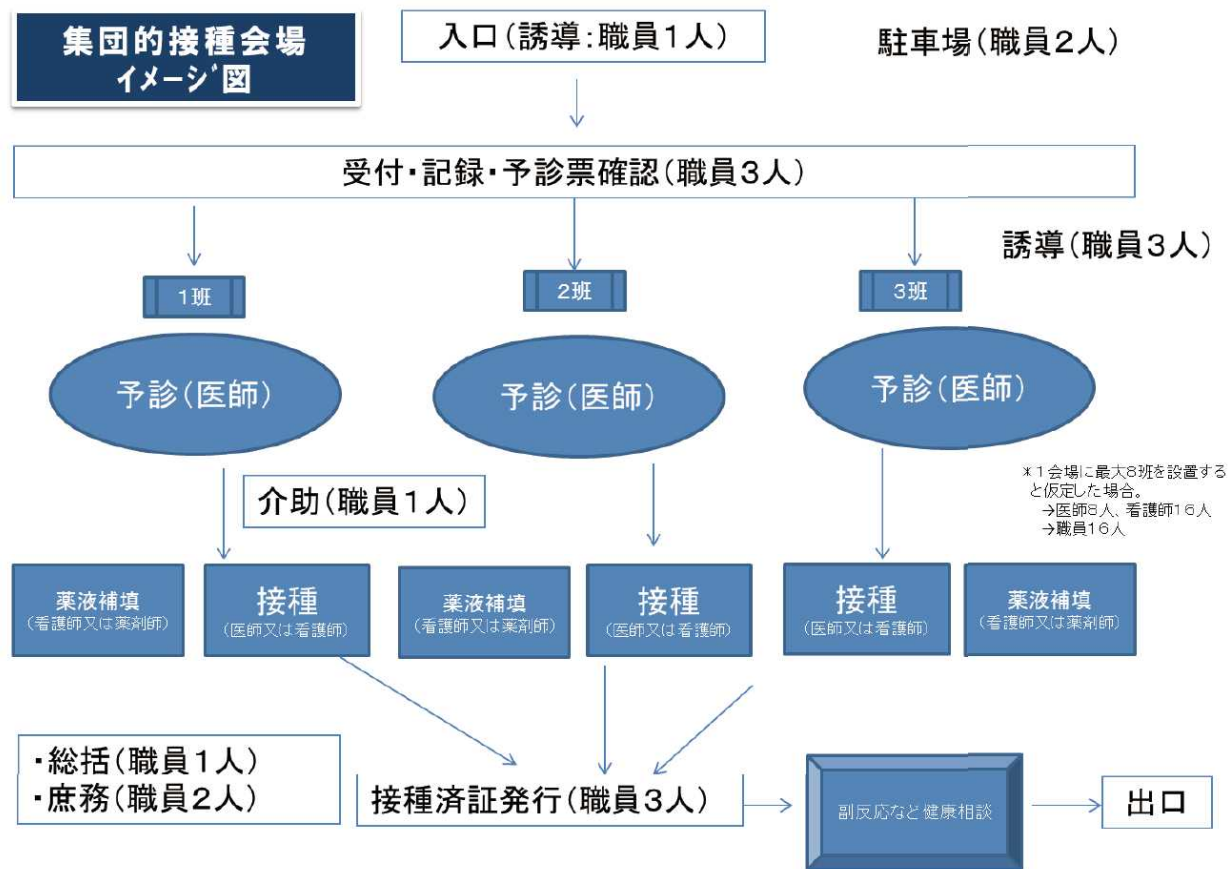 集団的接種会場
イメージ図
入口(誘導:職員1人)
駐車場(職員2人)
受付・記録・予診票確認(職員3人)
誘導(職員3人)
1班
2班
3班
予診(医師)
予診(医師)
予診(医師)
介助(職員1人)
*1会場に最大8班を設置する
と仮定した場合。
→医師8人、看護師16人
→職員16人
薬液補填
(看護師又は薬剤師)
接種
(医師又は看護師)
薬液補填
(看護師又は薬剤師)
接種
(医師又は看護師)
接種
(医師又は看護師)
薬液補填
(看護師又は薬剤師)
・総括(職員1人)
・庶務(職員2人)
接種済証発行(職員3人)
副反応など健康相談
出口